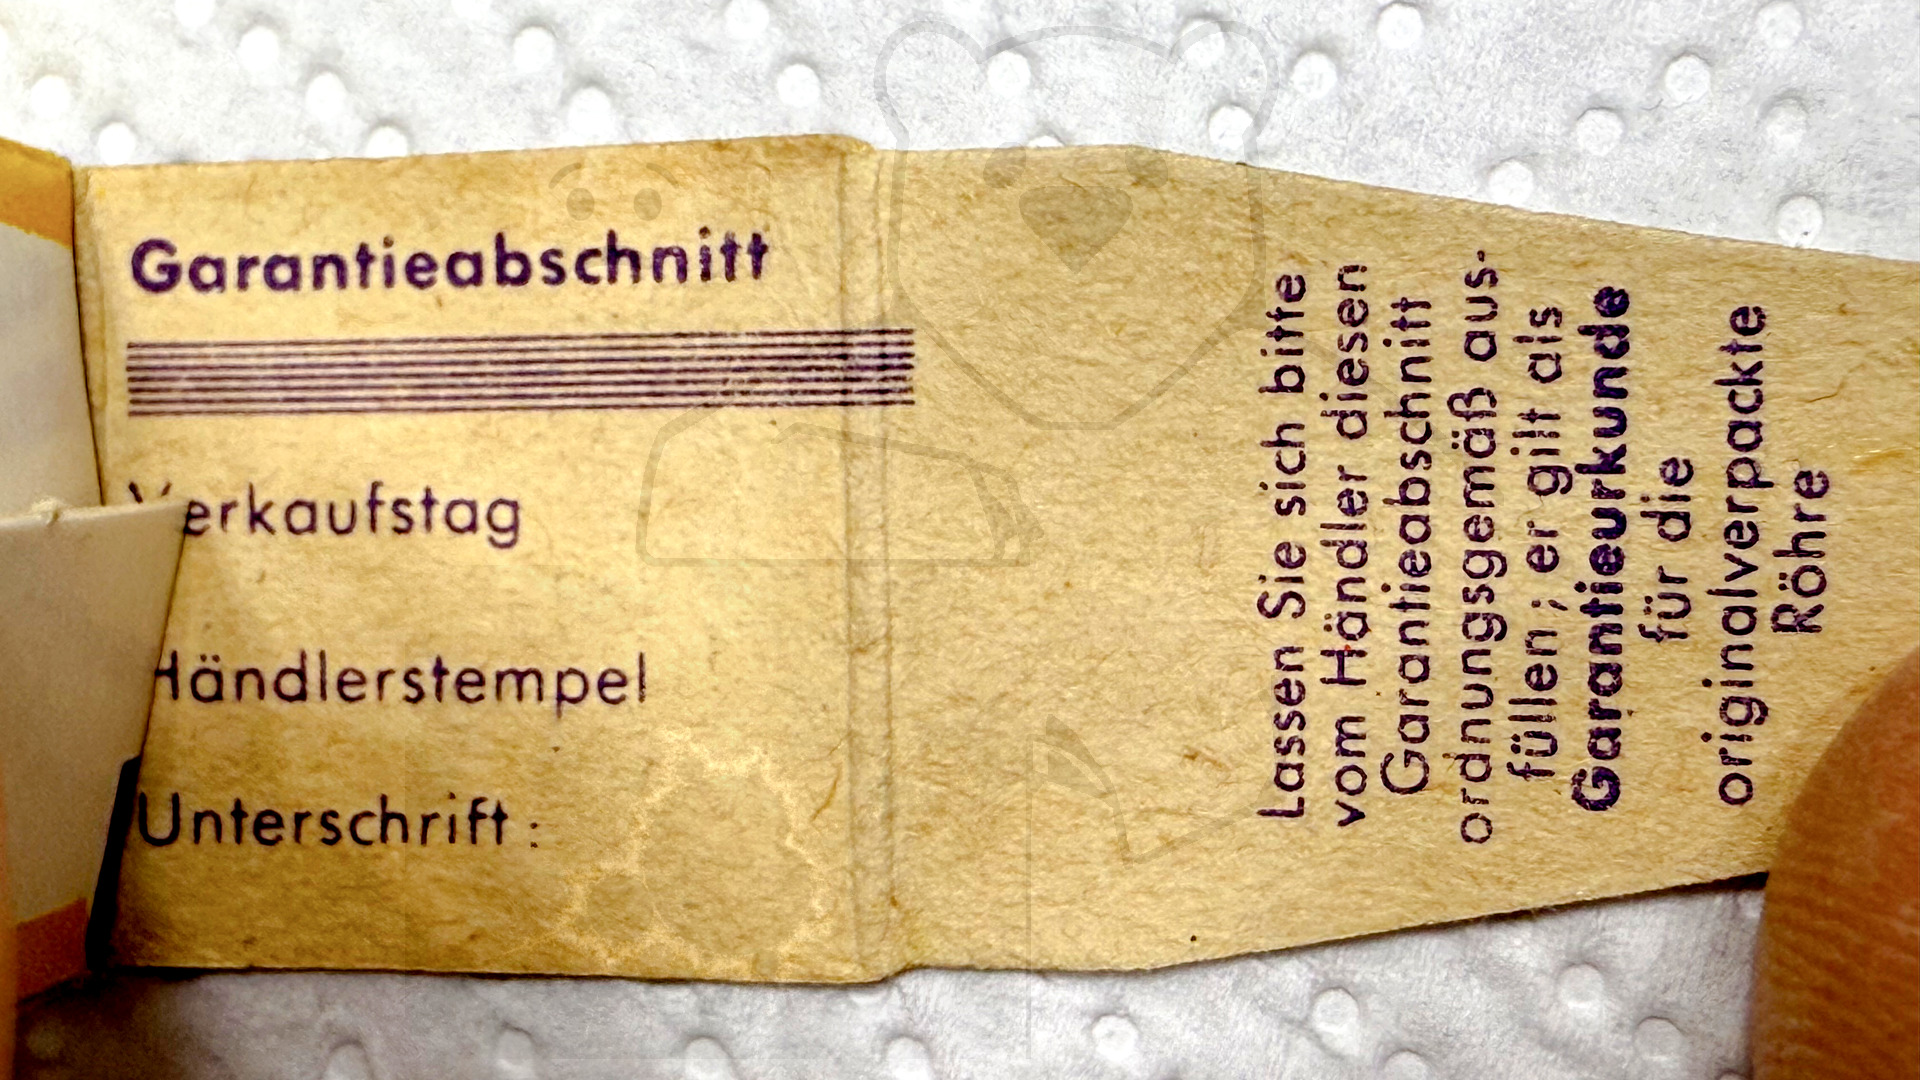 Garantieabschnitt
Verkaufstag
Händlerstempel
Unterschrift :
Lassen Sie sich bitte
vom Händler diesen
Garantieabschnitt
ordnungsgemäß aus-
füllen; er gilt als
Garantieurkunde
für die
originalverpackte
Röhre